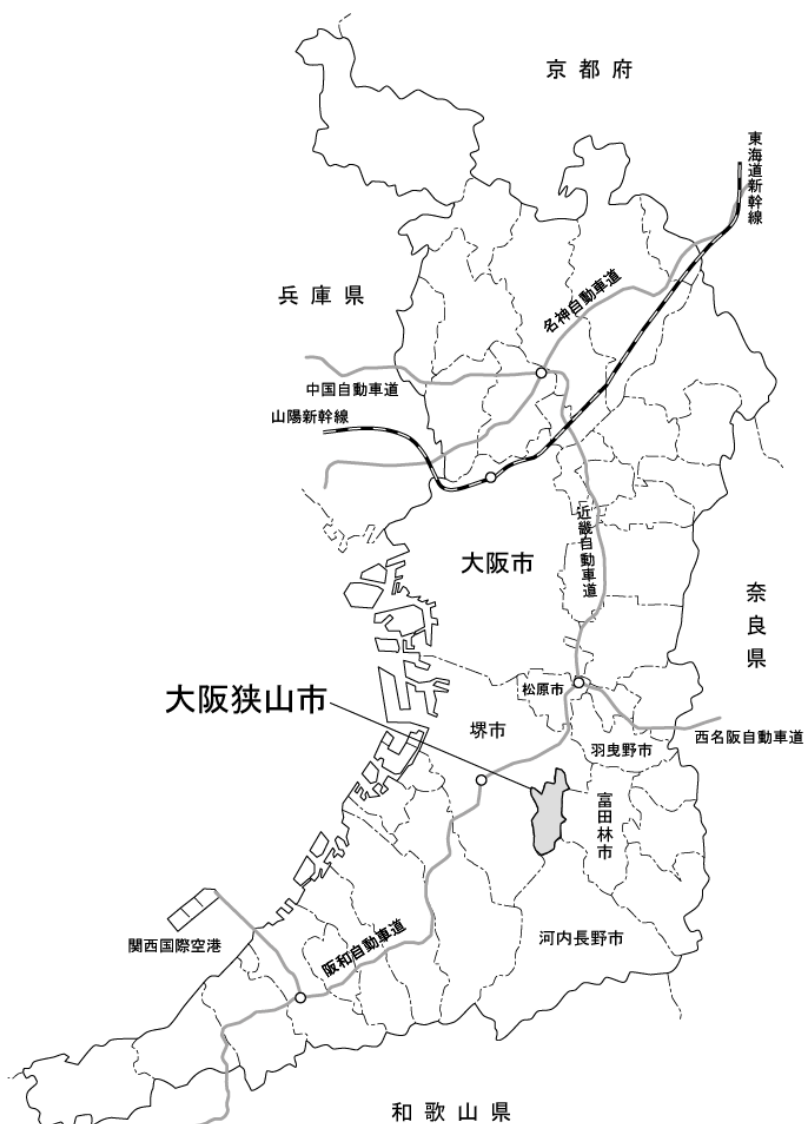 京都府
東海道新幹線
兵庫県
名神自動車道
中国自動車道
山陽新幹線
近畿自動車道
大阪市
奈良県
松原市
大阪狭山市
堺市
西名阪自動車道
羽曳野市
富田林市
河内長野市
関西国際空港
阪和自動車道
和歌山県